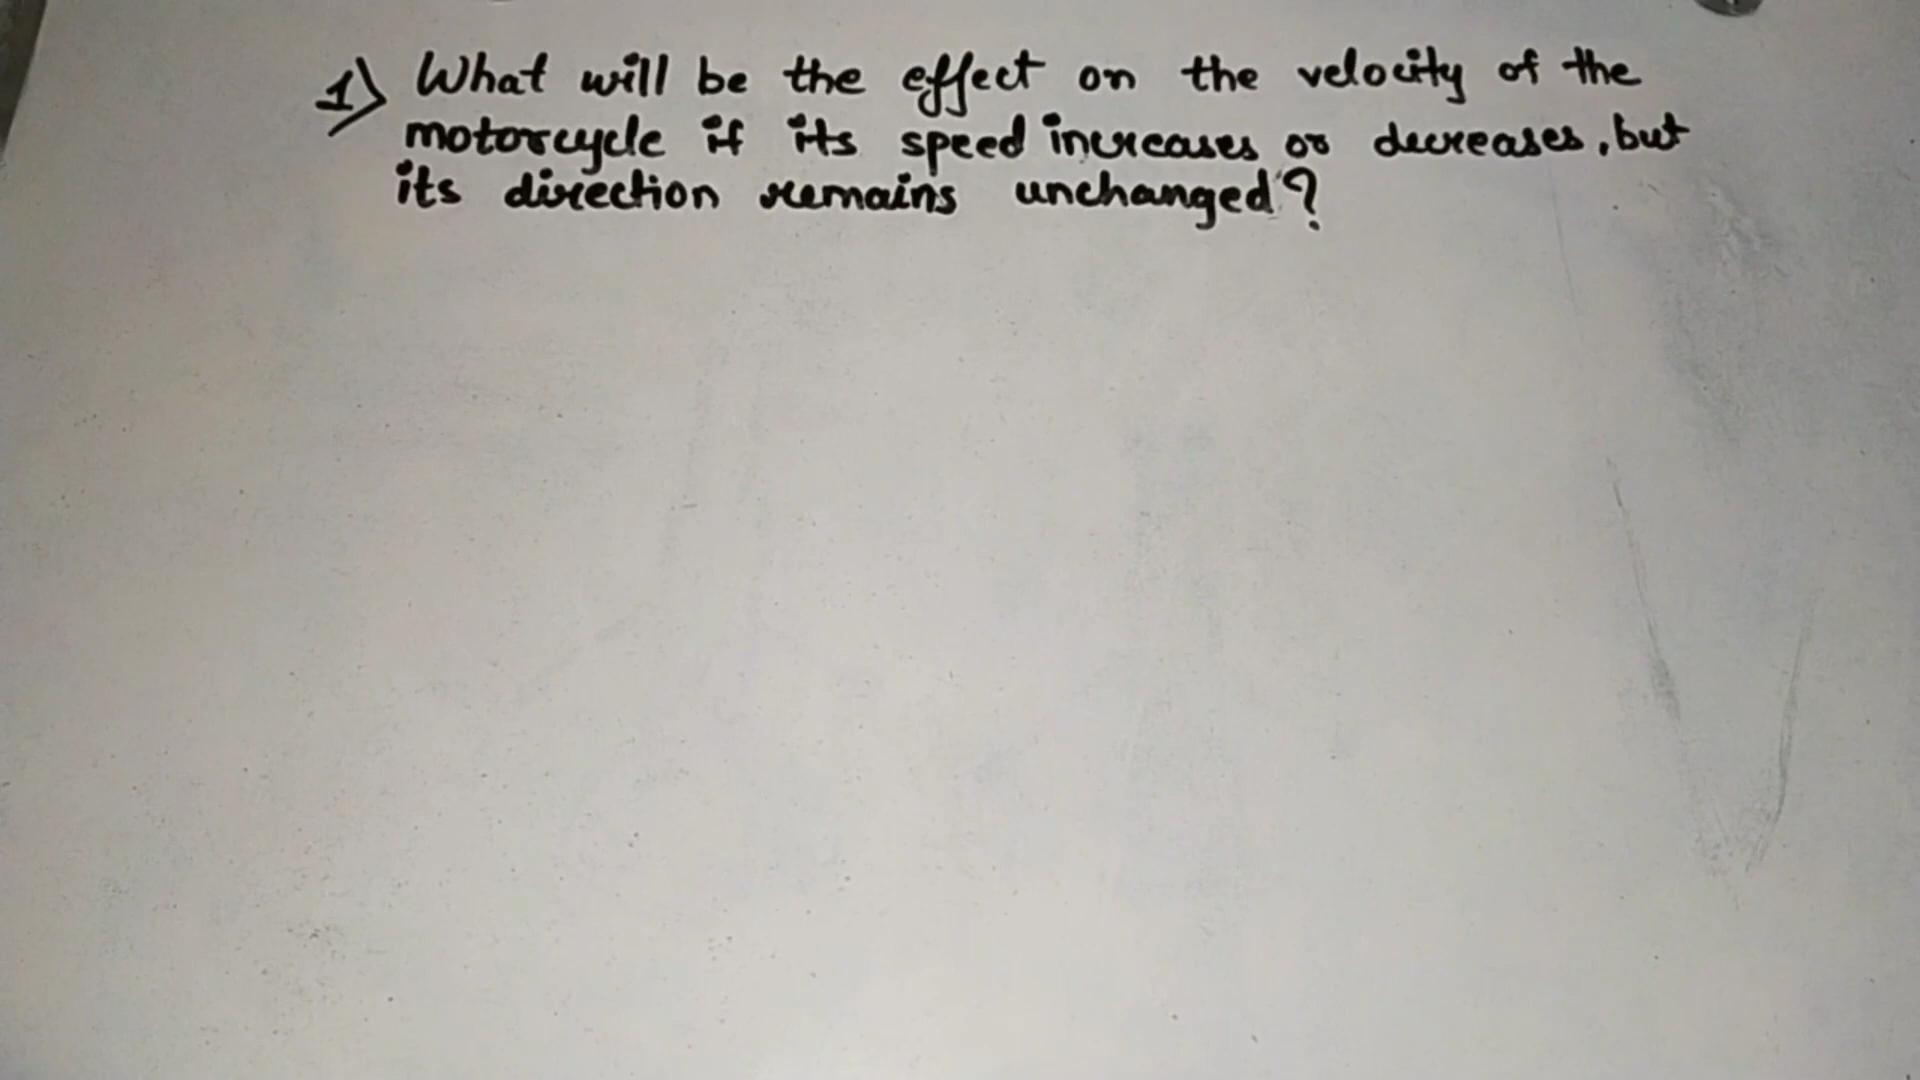 1) What will be the effect on the velocity of the
motorcycle if its speed increases or decreases, but
its direction remains unchanged?